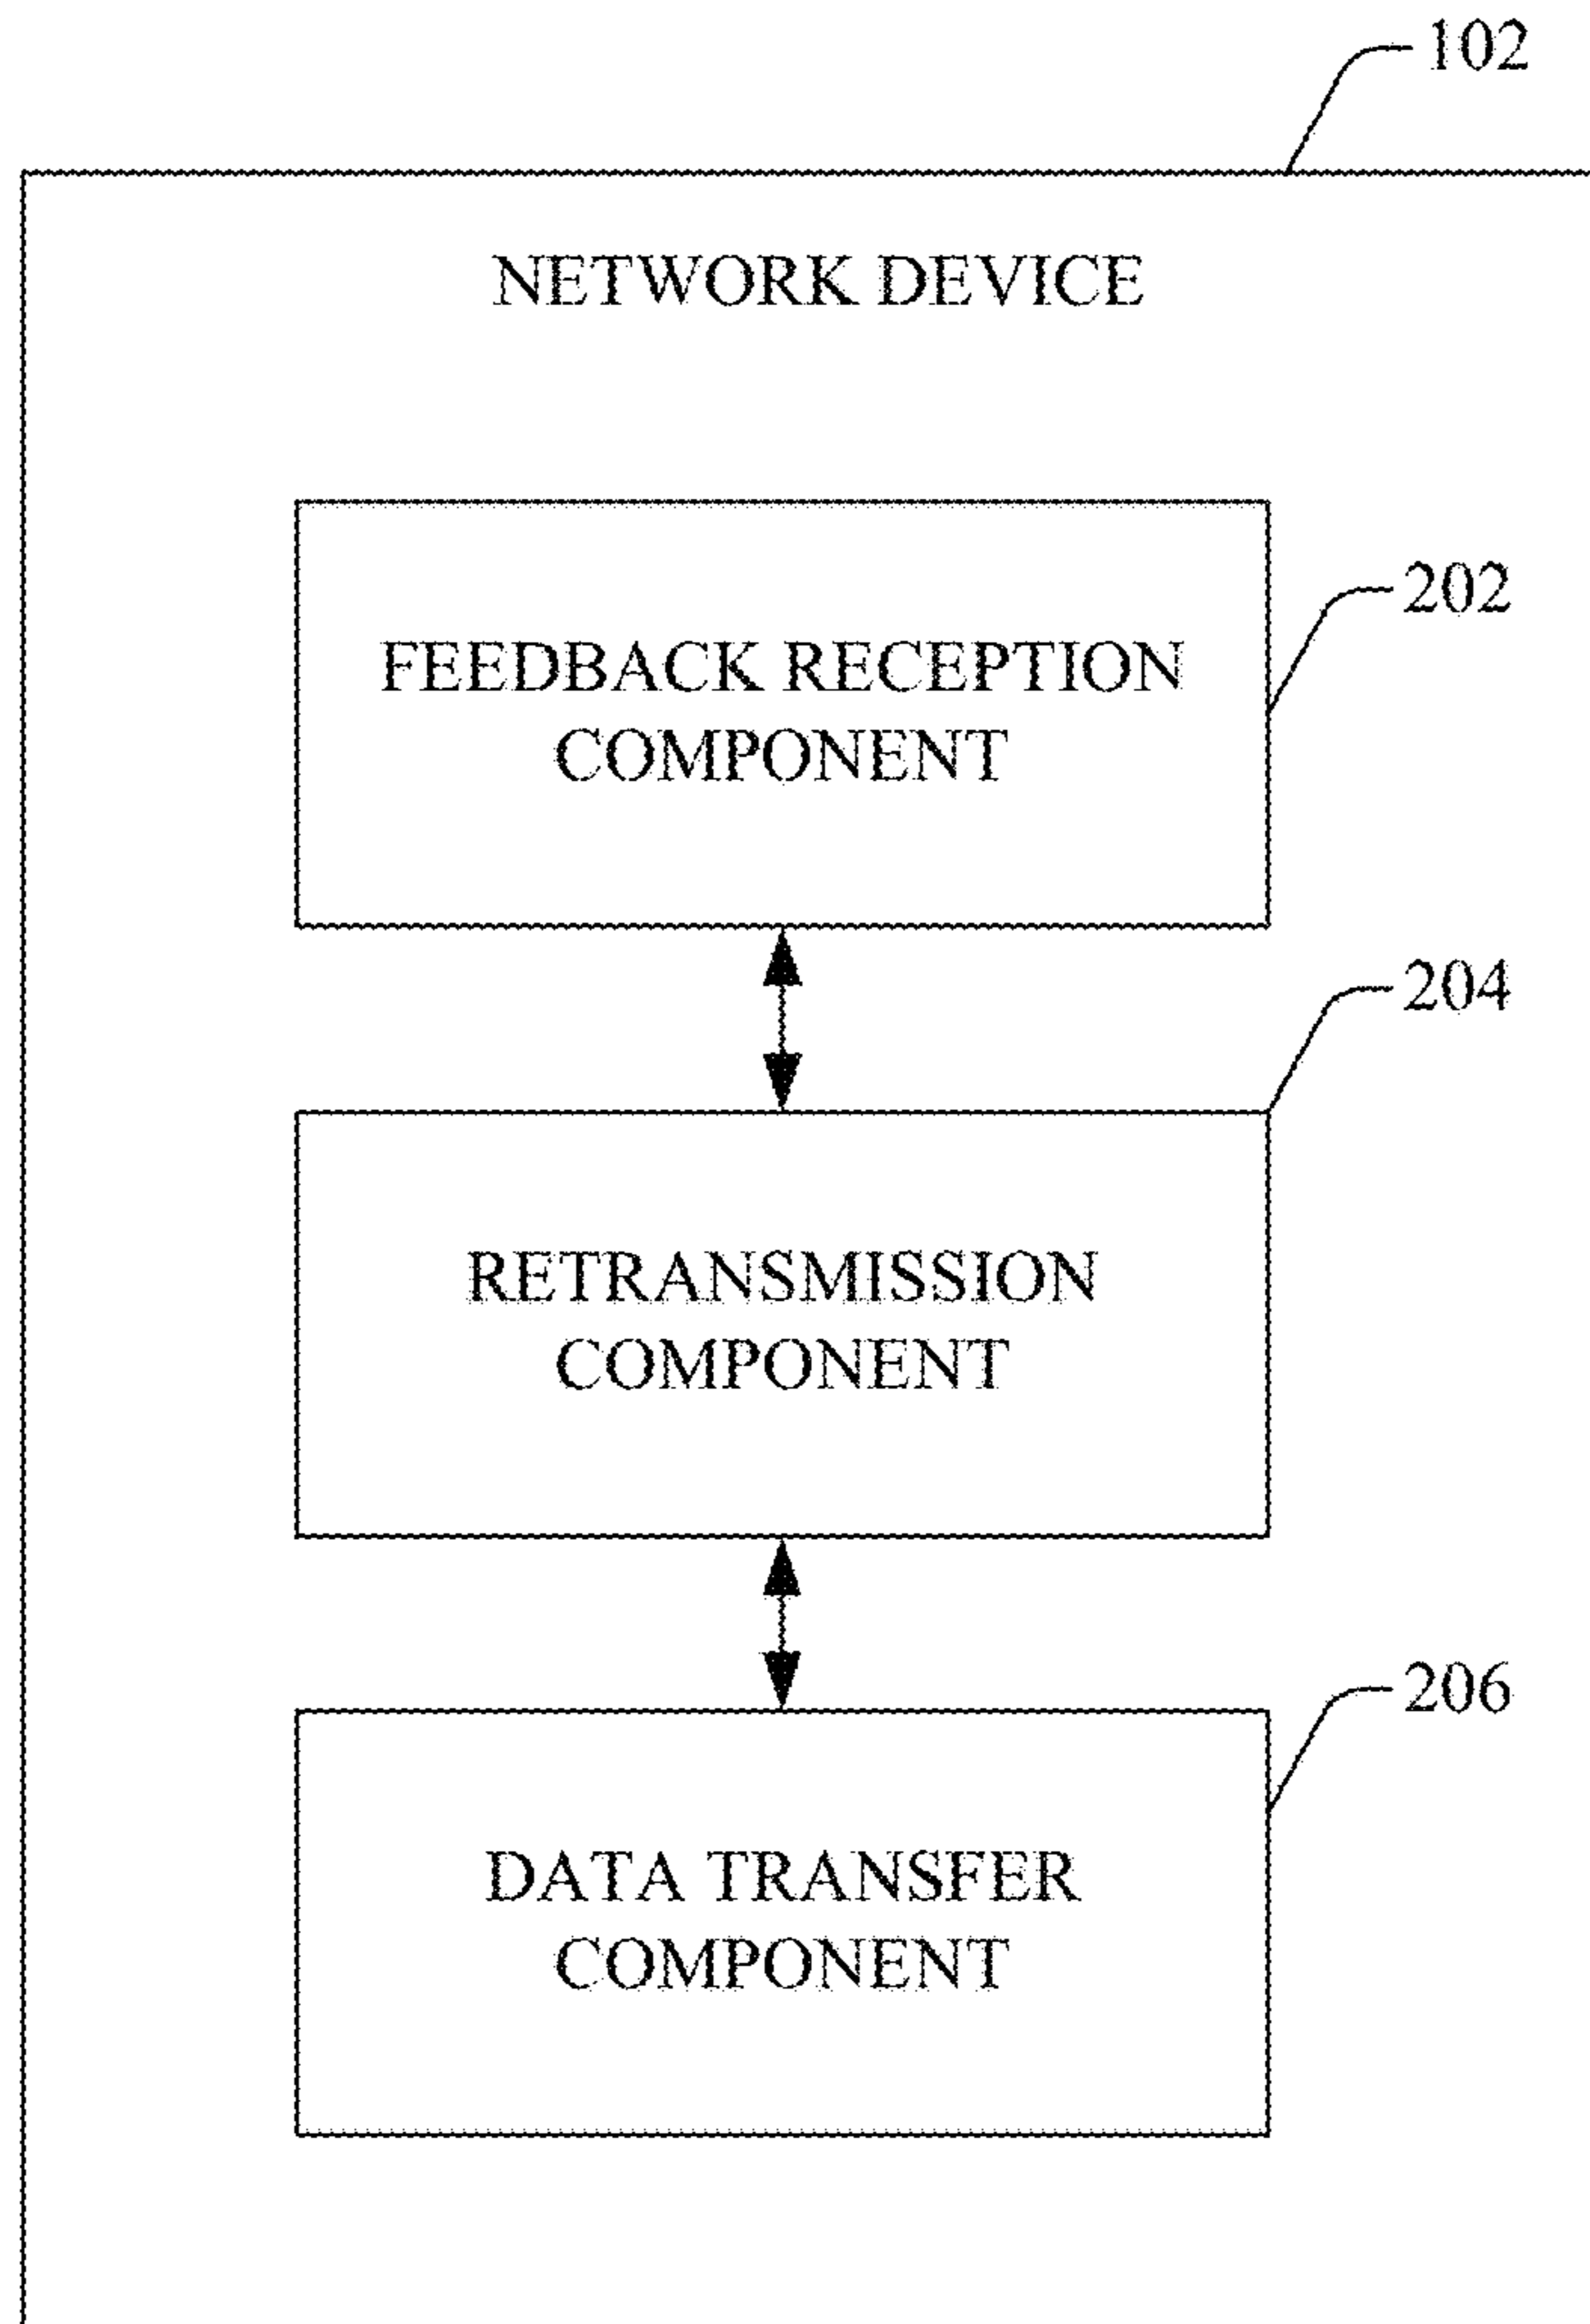 102
NETWORK DEVICE
202
FEEDBACK RECEPTION
COMPONENT
204
RETRANSMISSION
COMPONENT
206
DATA TRANSFER
COMPONENT